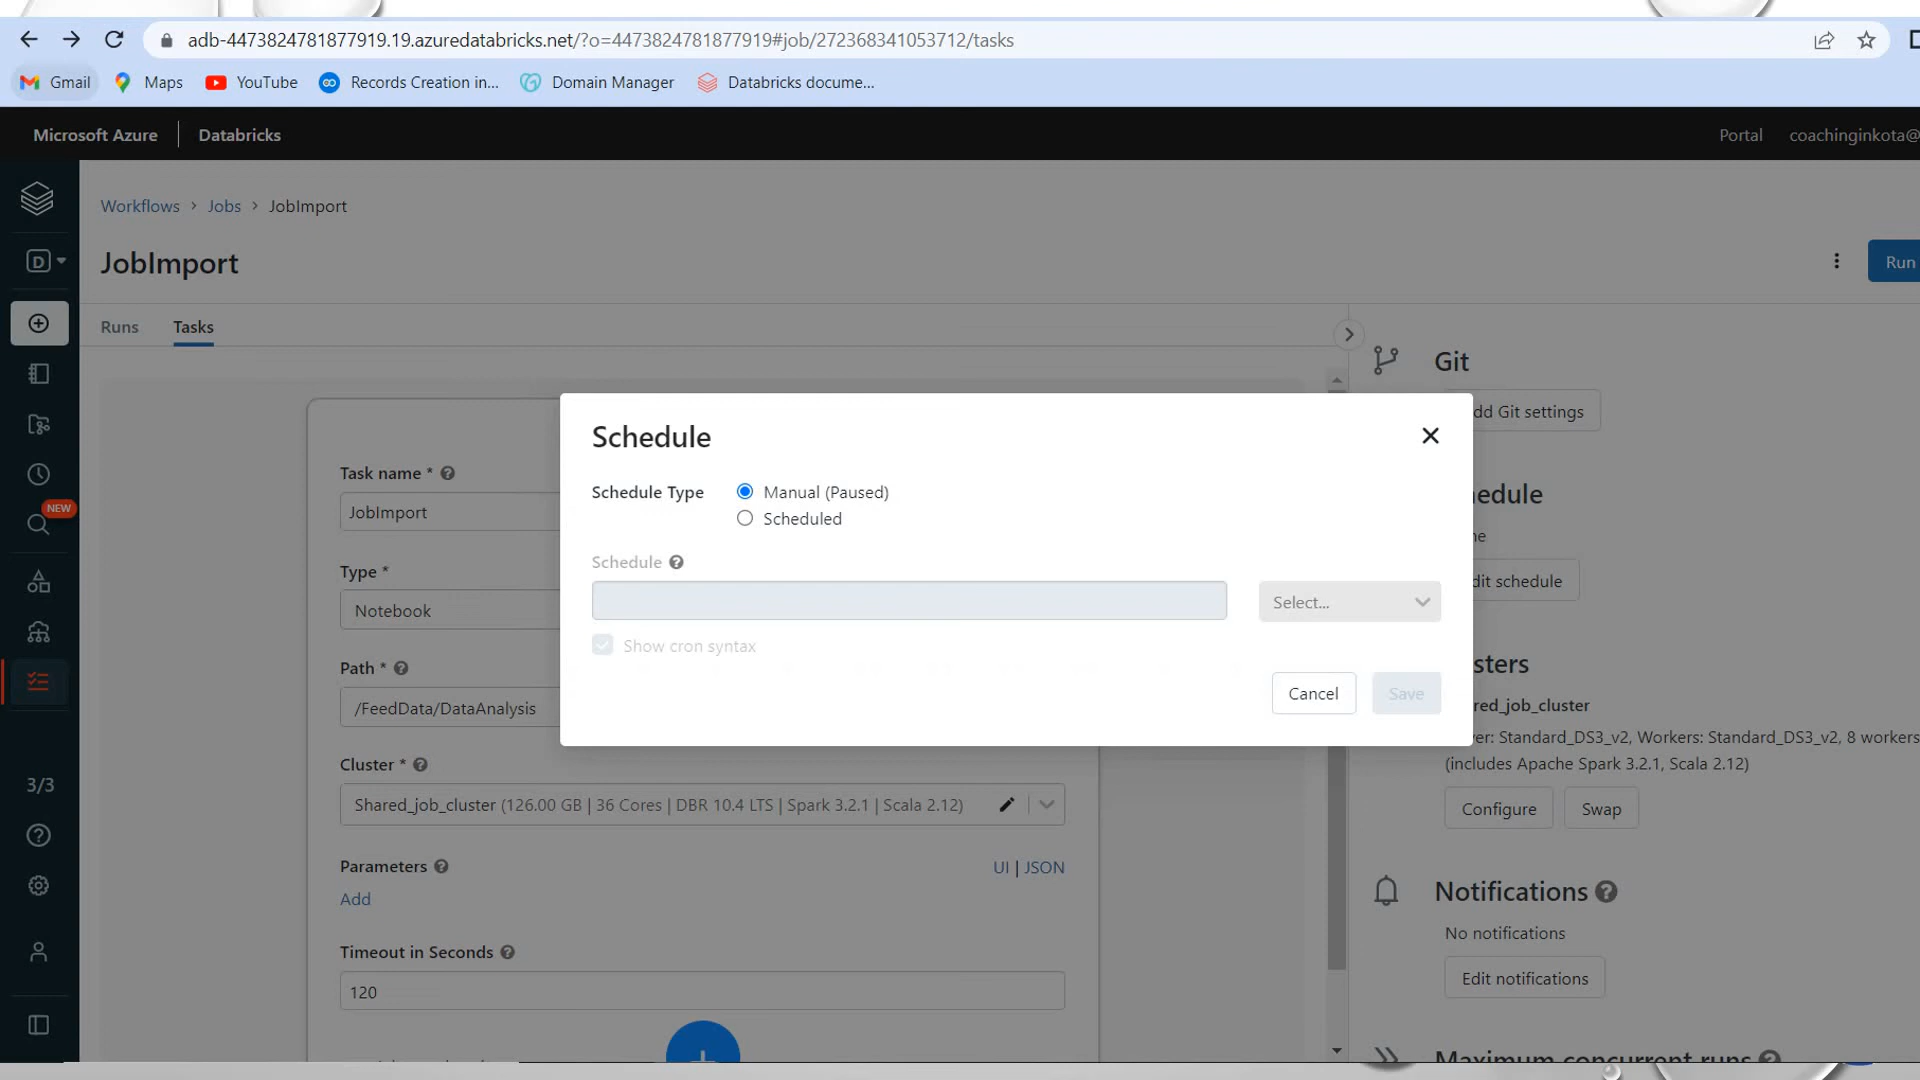 adb-4473824781877919.19.azuredatabricks.net/?o=4473824781877919#job/272368341053712/tasks
Gmail
Maps
YouTube
Records Creation in...
Domain Manager
Databricks docume...
Microsoft Azure
Databricks
Portal
coachinginkota@
D
Workflows > Jobs > JobImport
JobImport
Run
Runs
Tasks
Git
dd Git settings
Schedule
Schedule Type
Manual (Paused)
Scheduled
edule
ne
dit schedule
Schedule
Select...
Show cron syntax
Cancel
Save
NEW
Task name *
JobImport
Type *
Notebook
Path *
/FeedData/DataAnalysis
sters
red_job_cluster
ver: Standard_DS3_v2, Workers: Standard_DS3_v2, 8 workers
(includes Apache Spark 3.2.1, Scala 2.12)
Configure
Swap
Cluster *
Shared_job_cluster (126.00 GB | 36 Cores | DBR 10.4 LTS | Spark 3.2.1 | Scala 2.12)
3/3
Parameters
UI | JSON
Add
Notifications
No notifications
Edit notifications
Timeout in Seconds
120
Maximum concurrent runs